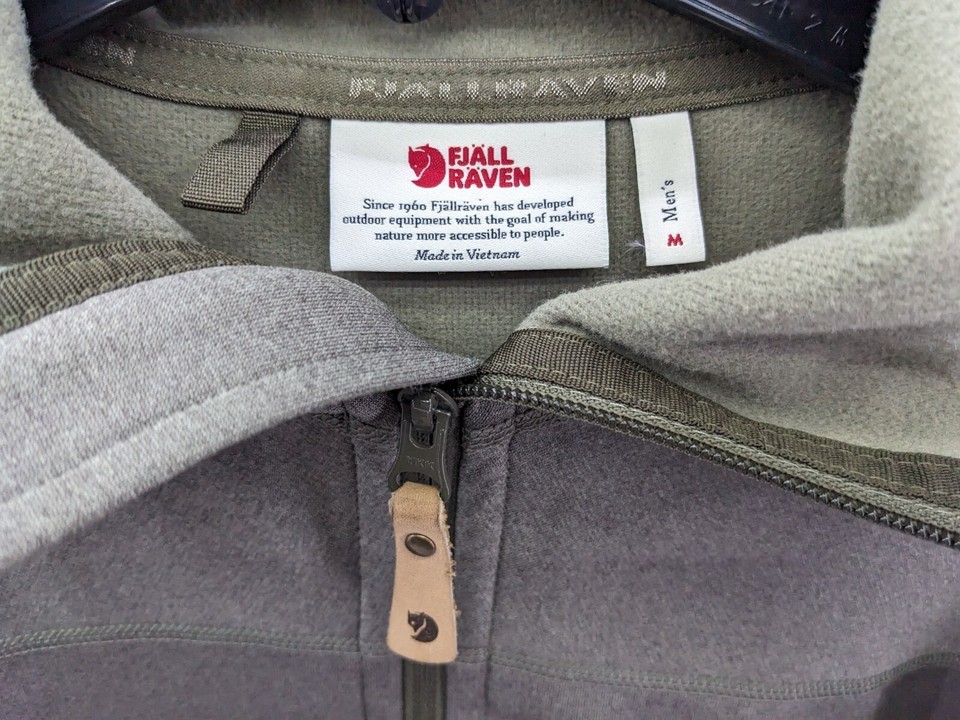 FJÄLLRÄVEN
FJÄLL
RÄVEN
Since 1960 Fjällräven has developed
outdoor equipment with the goal of making
nature more accessible to people.
Made in Vietnam
Men's
M